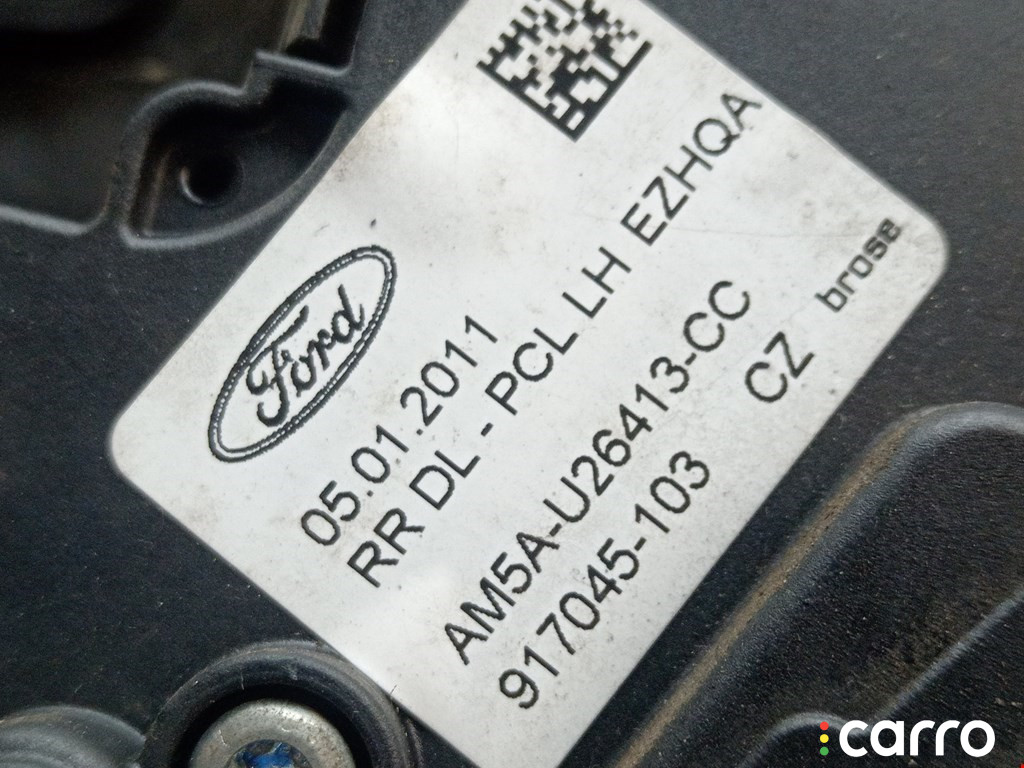 Ford
05.01.2011
RR DL - PCL LH EZHQA
AM5A-U26413-CC
917045-103
CZ
brose
carro